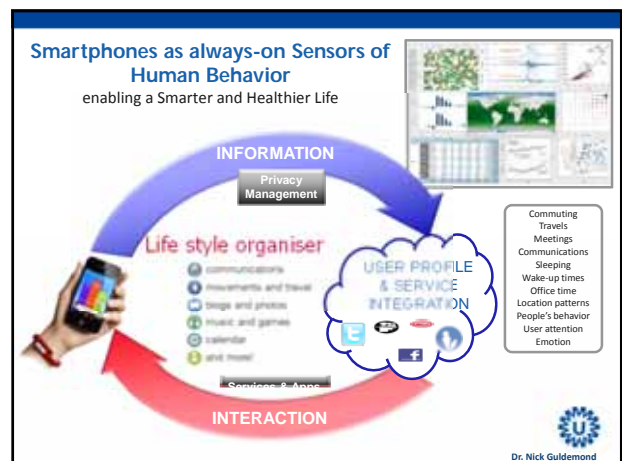 Smartphones as always-on Sensors of
Human Behavior
enabling a Smarter and Healthier Life
INFORMATION
Privacy
Management
Life style organiser
communications
movements and travel
blogs and photos
music and games
calendar
and more!
USER PROFILE
& SERVICE
INTEGRATION
t
f
Services & Apps
INTERACTION
Commuting
Travels
Meetings
Communications
Sleeping
Wake-up times
Office time
Location patterns
People's behavior
User attention
Emotion
U
Dr. Nick Guldemond